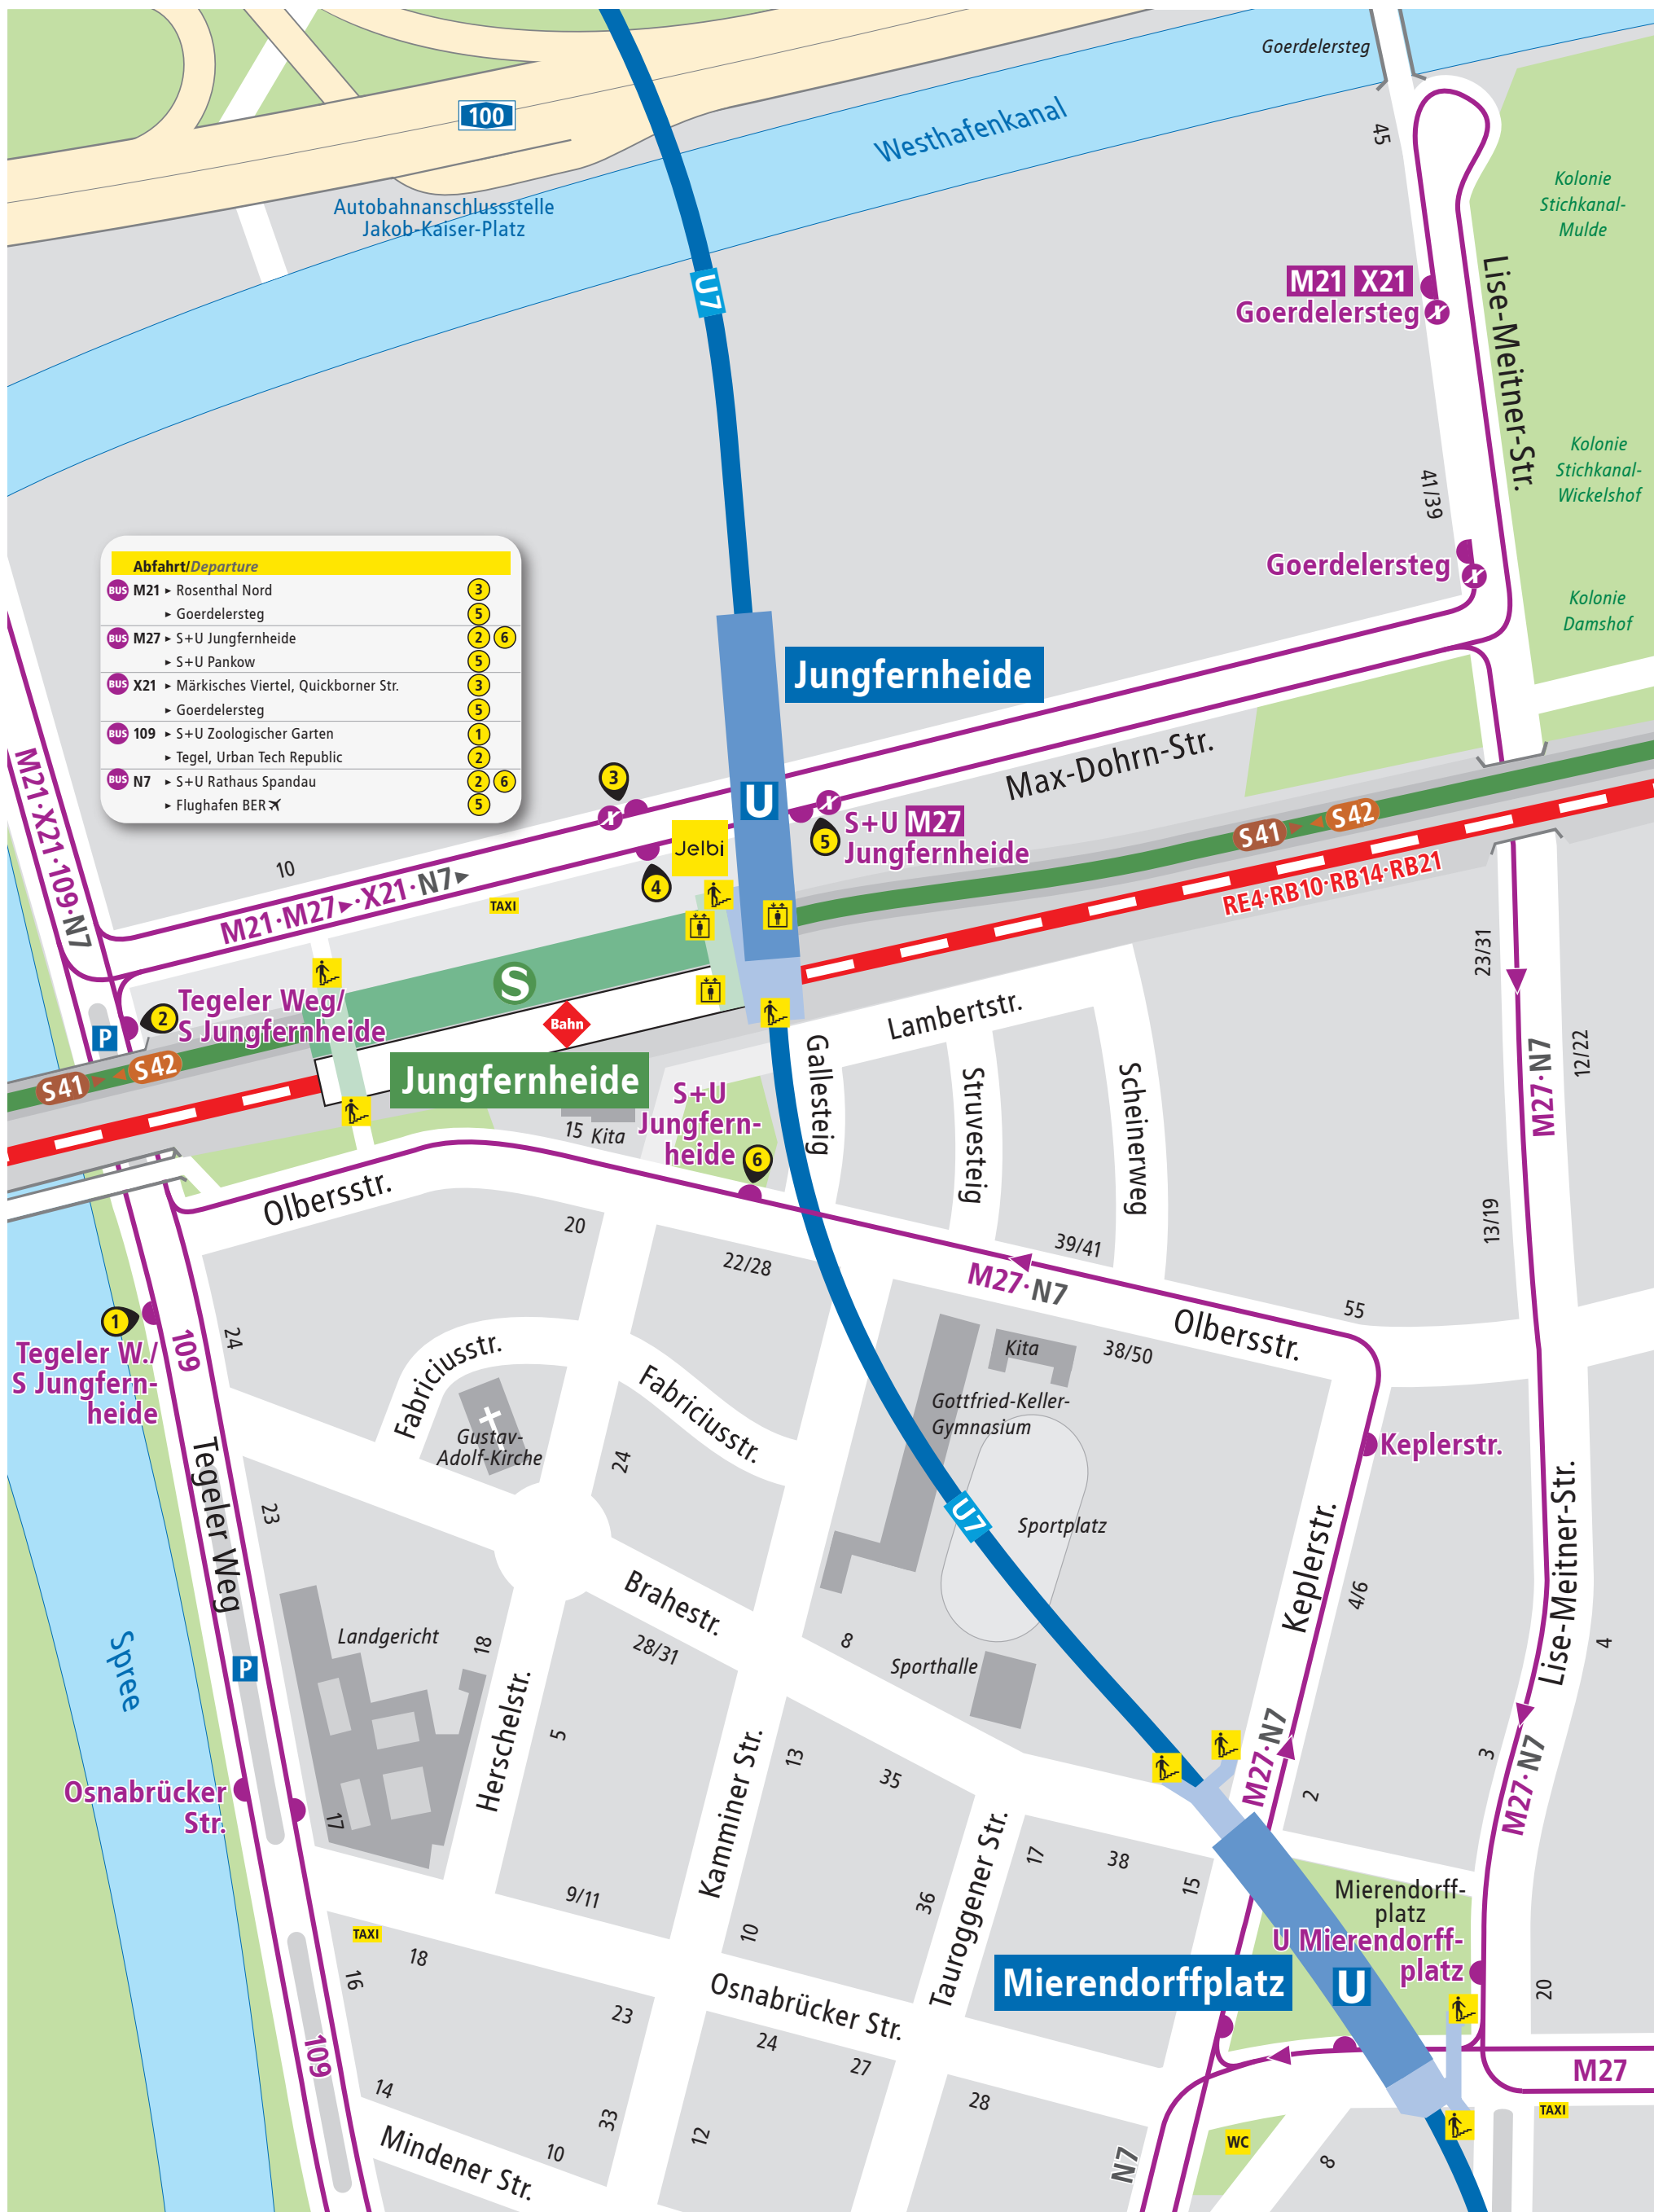 Goerdelersteg
100
Westhafenkanal
45
Autobahnanschlussstelle
Jakob-Kaiser-Platz
Kolonie
Stichkanal-
Mulde
U7
M21 X21
Goerdelersteg
X
Lise-Meitner-Str.
Kolonie
Stichkanal-
Wickelshof
41/39
Goerdelersteg
X
Kolonie
Damshof
Abfahrt/Departure
BUS M21 ▸ Rosenthal Nord 3
▸ Goerdelersteg 5
BUS M27 ▸ S+U Jungfernheide 2 6
▸ S+U Pankow 5
BUS X21 ▸ Märkisches Viertel, Quickborner Str. 3
▸ Goerdelersteg 5
BUS 109 ▸ S+U Zoologischer Garten 1
▸ Tegel, Urban Tech Republic 2
BUS N7 ▸ S+U Rathaus Spandau 2 6
▸ Flughafen BER 5
Jungfernheide
M21·X21·109·N7
3
X
U
X
Max-Dohrn-Str.
S+U M27
Jungfernheide
5
Jelbi
4
10
M21·M27▸·X21·N7▸
TAXI
S41 S42
RE4·RB10·RB14·RB21
23/31
S
Bahn
Tegeler Weg/
S Jungfernheide
2
P
S41 S42
Jungfernheide
Lambertstr.
Gallesteig
Struvesteig
Scheinerweg
M27·N7
12/22
S+U
Jungfern-
heide
6
15 Kita
Olbersstr.
20
22/28
13/19
39/41
M27·N7
55
Olbersstr.
1
Tegeler W./
S Jungfern-
heide
109
24
Fabriciusstr.
Fabriciusstr.
Kita
38/50
Gottfried-Keller-
Gymnasium
Keplerstr.
Gustav-
Adolf-Kirche
24
Tegeler Weg
23
U7
Sportplatz
Keplerstr.
4/6
Lise-Meitner-Str.
4
Brahestr.
28/31
Spree
P
Landgericht
18
8
Sporthalle
Herschelstr.
5
Kamminer Str.
13
35
M27·N7
2
3
M27·N7
Osnabrücker
Str.
17
Tauroggener Str.
17
38
15
36
9/11
10
Mierendorff-
platz
U Mierendorff-
platz
Mierendorffplatz
U
20
TAXI
18
16
23
Osnabrücker Str.
24
27
28
M27
109
14
33
12
10
Mindener Str.
N7
WC
8
TAXI